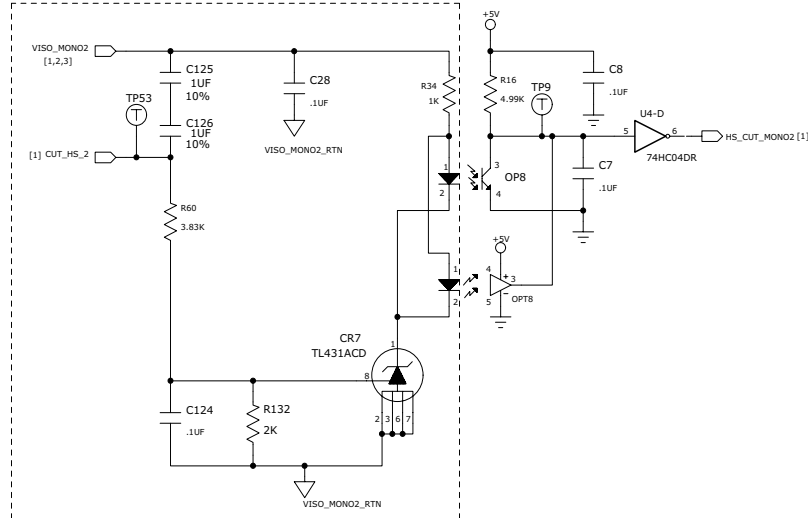 VISO_MONO2
[1,2,3]
C125
1UF
10%
C28
.1UF
VISO_MONO2_RTN
TP53
T
C126
1UF
10%
[1] CUT_HS_2
R60
3.83K
R34
1K
1
2
1
2
+5V
R16
4.99K
TP9
T
C8
.1UF
U4-D
5
6
74HC04DR
HS_CUT_MONO2 [1]
3
4
OP8
C7
.1UF
+5V
4
+
3
-
5
OPT8
CR7
TL431ACD
1
8
2
3
6
7
C124
.1UF
R132
2K
VISO_MONO2_RTN